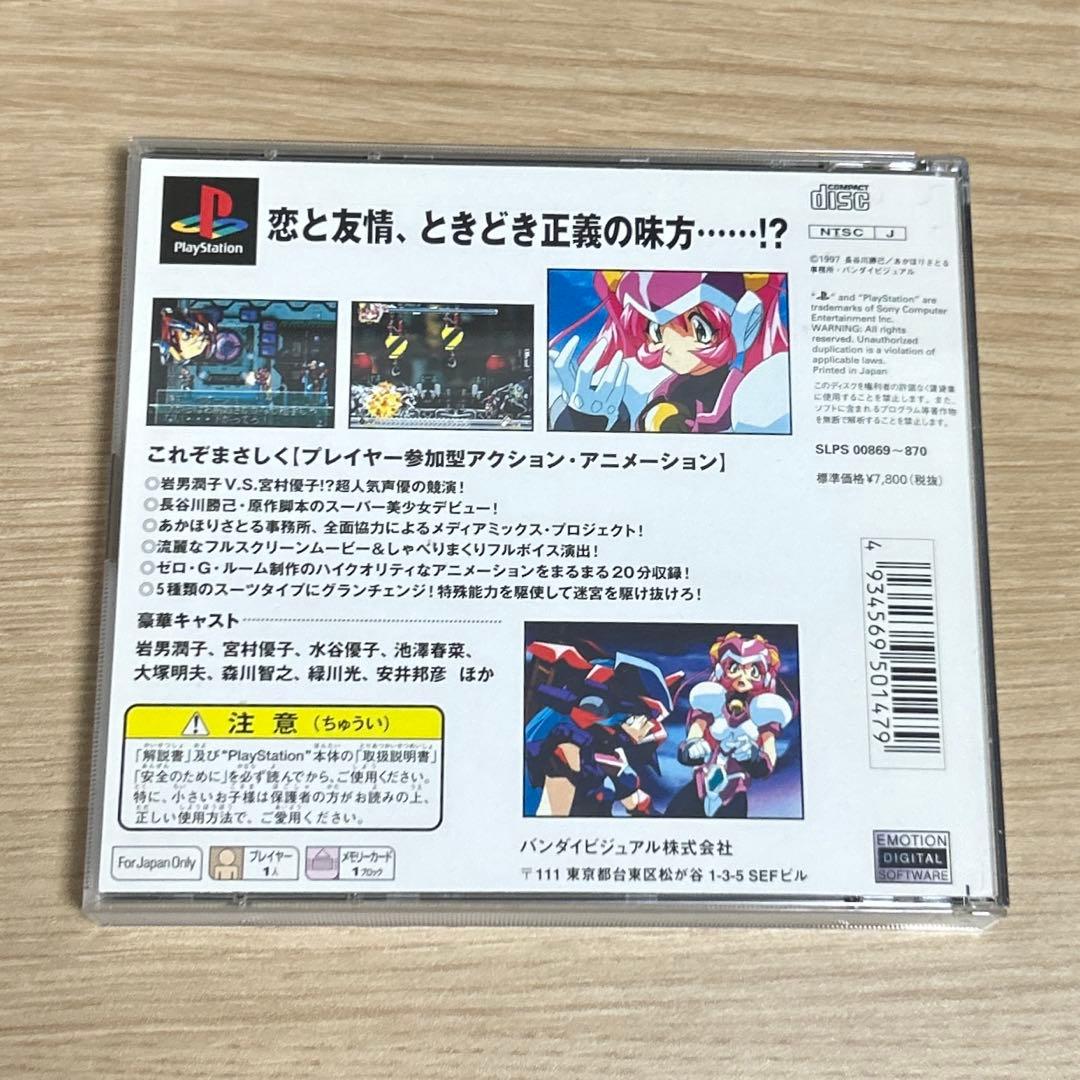 PlayStation
恋と友情、ときどき正義の味方……!?
COMPACT
disc
NTSC J
©1997 長谷川勝己/あかほりさとる
事務所・バンダイビジュアル
" " and "PlayStation" are
trademarks of Sony Computer
Entertainment Inc.
WARNING: All rights
reserved. Unauthorized
duplication is a violation of
applicable laws.
Printed in Japan
このディスクを権利者の許諾なく賃貸業
に使用することを禁止します。また、
ソフトに含まれるプログラム等著作物
を無断で解析することを禁止します。
SLPS 00869~870
標準価格¥7,800(税抜)
これぞまさしく【プレイヤー参加型アクション・アニメーション】
◎岩男潤子V.S.宮村優子!?超人気声優の競演!
◎長谷川勝己・原作脚本のスーパー美少女デビュー!
◎あかほりさとる事務所、全面協力によるメディアミックス・プロジェクト!
◎流麗なフルスクリーンムービー&しゃべりまくりフルボイス演出!
◎ゼロ・G・ルーム制作のハイクオリティなアニメーションをまるまる20分収録!
◎5種類のスーツタイプにグランチェンジ!特殊能力を駆使して迷宮を駆け抜けろ!
豪華キャスト
岩男潤子、宮村優子、水谷優子、池澤春菜、
大塚明夫、森川智之、緑川光、安井邦彦 ほか
4 934569 501479
注意(ちゅうい)
「解説書」及び"PlayStation"本体の「取扱説明書」
「安全のために」を必ず読んでから、ご使用ください。
特に、小さいお子様は保護者の方がお読みの上、
正しい使用方法で、ご愛用ください。
For Japan Only
プレイヤー
1人
メモリーカード
1ブロック
バンダイビジュアル株式会社
〒111 東京都台東区松が谷 1-3-5 SEFビル
EMOTION
DIGITAL
SOFTWARE